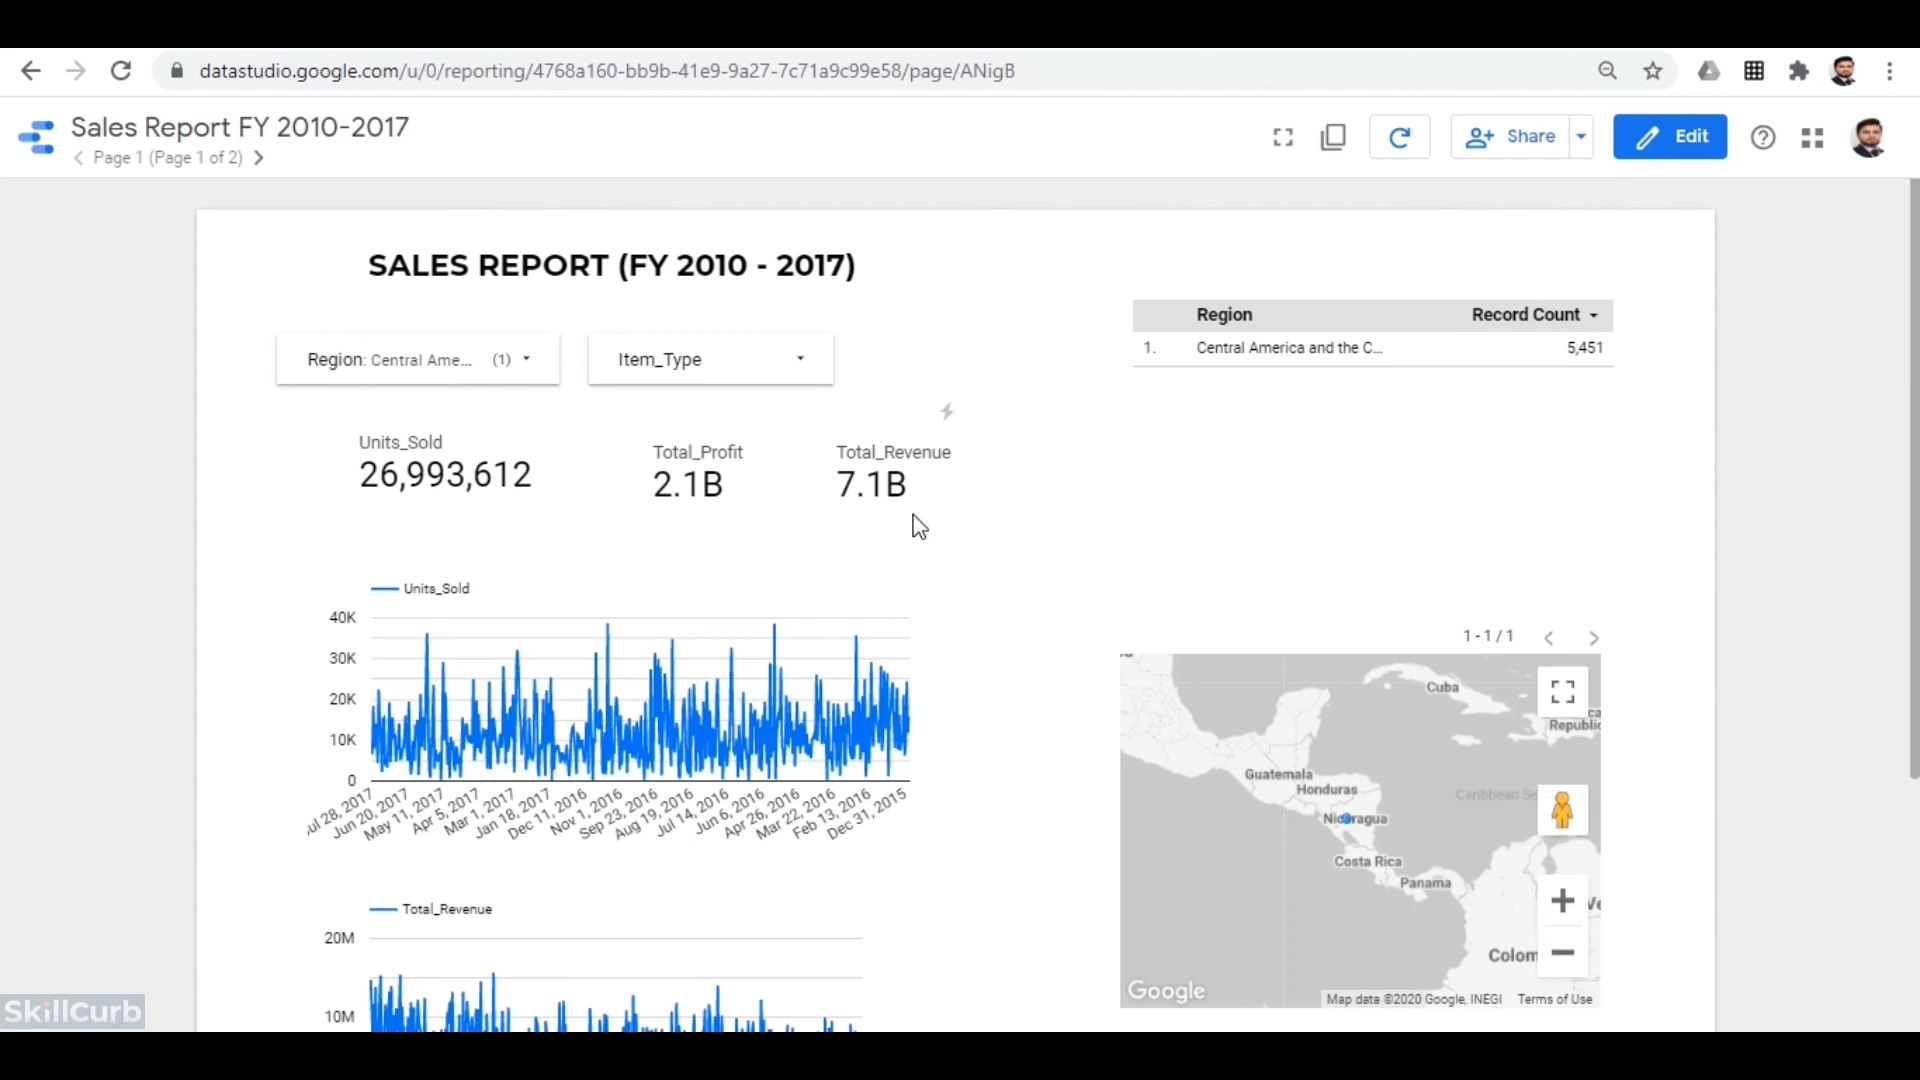 datastudio.google.com/u/0/reporting/4768a160-bb9b-41e9-9a27-7c71a9c99e58/page/ANigB
Sales Report FY 2010-2017
Page 1 (Page 1 of 2)
Share
Edit
SALES REPORT (FY 2010 - 2017)
Region: Central Ame... (1)
Item_Type
Region Record Count
1. Central America and the C... 5,451
Units_Sold
26,993,612
Total_Profit
2.1B
Total_Revenue
7.1B
Units_Sold
40K
30K
20K
10K
0
Jul 28, 2017
Jun 20, 2017
May 11, 2017
Apr 5, 2017
Mar 1, 2017
Jan 18, 2017
Dec 11, 2016
Nov 1, 2016
Sep 23, 2016
Aug 19, 2016
Jul 14, 2016
Jun 6, 2016
Apr 26, 2016
Mar 22, 2016
Feb 13, 2016
Dec 31, 2015
1 - 1 / 1
Cuba
Republic
Guatemala
Honduras
Caribbean Se
Nicaragua
Costa Rica
Panama
Colom
Google
Map data ©2020 Google, INEGI Terms of Use
Total_Revenue
20M
10M
SkillCurb